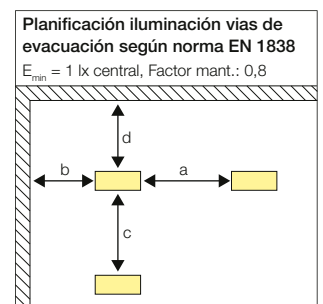 Planificación iluminación vias de
evacuación según norma EN 1838
Emin = 1 lx central, Factor mant.: 0,8
d
b
a
c